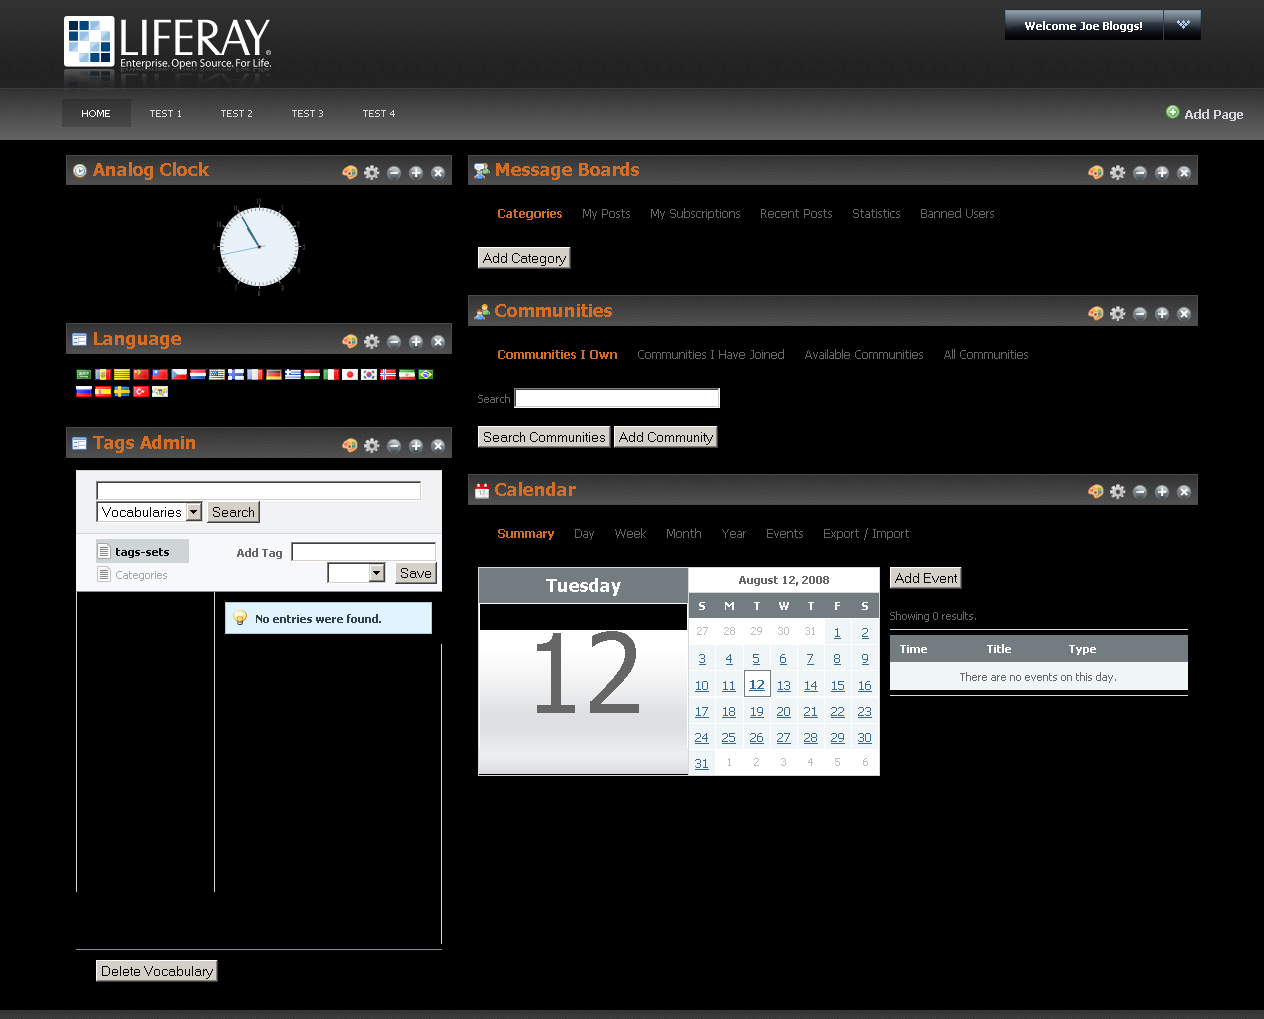 LIFERAY®
Enterprise. Open Source. For Life.
Welcome Joe Bloggs!
HOME TEST 1 TEST 2 TEST 3 TEST 4
Add Page
Analog Clock
Language
Tags Admin
Vocabularies Search
tags-sets
Categories
Add Tag
Save
No entries were found.
Delete Vocabulary
Message Boards
Categories My Posts My Subscriptions Recent Posts Statistics Banned Users
Add Category
Communities
Communities I Own Communities I Have Joined Available Communities All Communities
Search
Search Communities Add Community
Calendar
Summary Day Week Month Year Events Export / Import
Tuesday
12
August 12, 2008
S M T W T F S
27 28 29 30 31 1 2
3 4 5 6 7 8 9
10 11 12 13 14 15 16
17 18 19 20 21 22 23
24 25 26 27 28 29 30
31 1 2 3 4 5 6
Add Event
Showing 0 results.
Time Title Type
There are no events on this day.